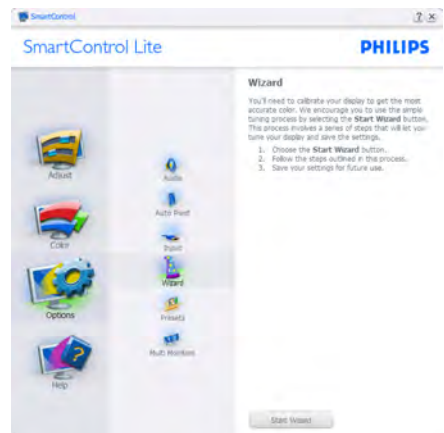 SmartControl
? x
SmartControl Lite
PHILIPS
Adjust
Color
Options
Help
Audio
Auto Pivot
Input
Wizard
Presets
Multi Monitors
Wizard
You'll need to calibrate your display to get the most
accurate color. We encourage you to use the simple
tuning process by selecting the Start Wizard button.
This process involves a series of steps that will let you
tune your display and save the settings.
1. Choose the Start Wizard button.
2. Follow the steps outlined in this process.
3. Save your settings for future use.
Start Wizard